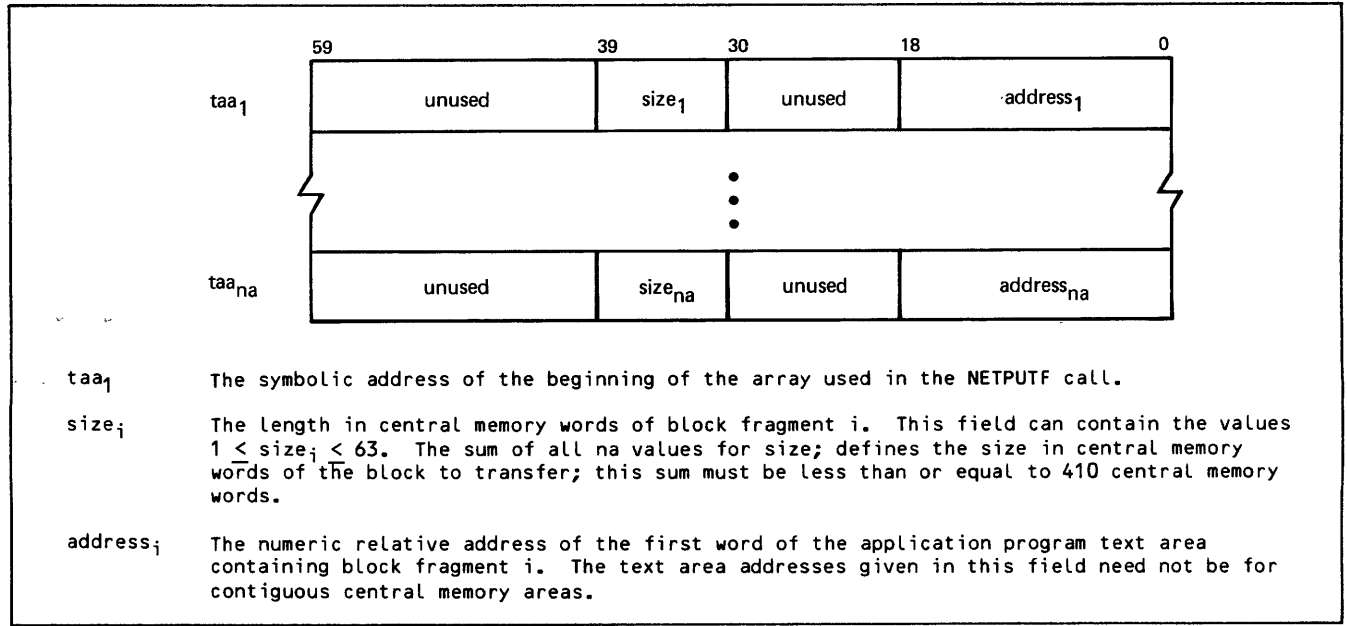 59 39 30 18 0
taa₁ unused size₁ unused address₁
taaₙₐ unused sizeₙₐ unused addressₙₐ
taa₁ The symbolic address of the beginning of the array used in the NETPUTF call.
sizeᵢ The length in central memory words of block fragment i. This field can contain the values
1 ≤ sizeᵢ ≤ 63. The sum of all na values for size; defines the size in central memory
words of the block to transfer; this sum must be less than or equal to 410 central memory
words.
addressᵢ The numeric relative address of the first word of the application program text area
containing block fragment i. The text area addresses given in this field need not be for
contiguous central memory areas.